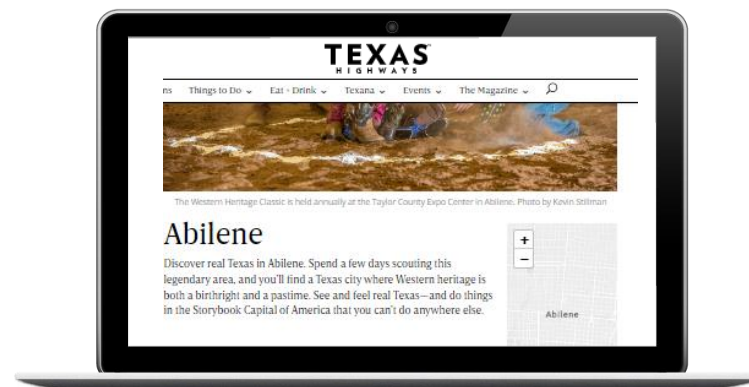 TEXAS
HIGHWAYS
ns Things to Do Eat + Drink Texana Events The Magazine
The Western Heritage Classic is held annually at the Taylor County Expo Center in Abilene. Photo by Kevin Stillman
Abilene
Discover real Texas in Abilene. Spend a few days scouting this
legendary area, and you'll find a Texas city where Western heritage is
both a birthright and a pastime. See and feel real Texas—and do things
in the Storybook Capital of America that you can't do anywhere else.
+
−
Abilene